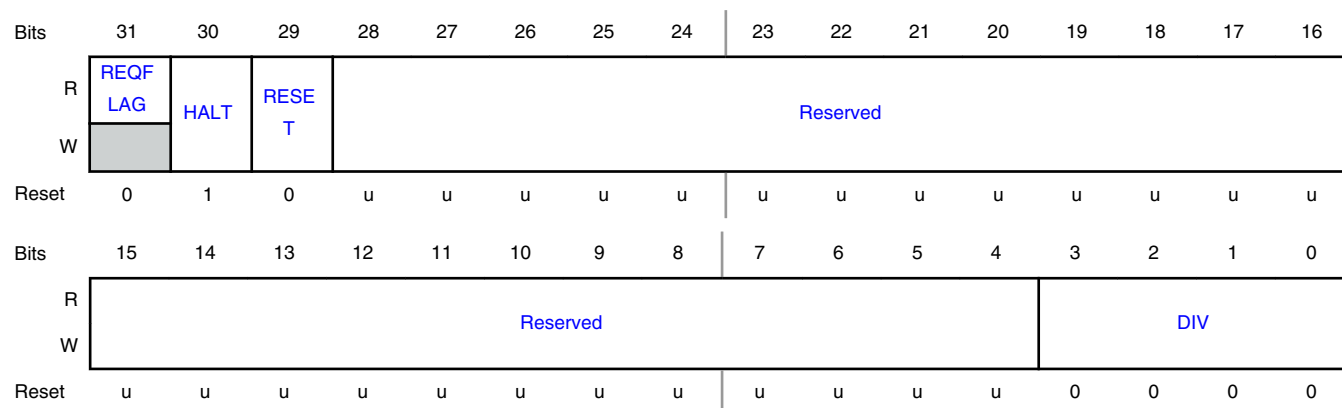 Bits 31 30 29 28 27 26 25 24 23 22 21 20 19 18 17 16
R REQF
LAG HALT RESE
T Reserved
W
Reset 0 1 0 u u u u u u u u u u u u u
Bits 15 14 13 12 11 10 9 8 7 6 5 4 3 2 1 0
R
Reserved DIV
W
Reset u u u u u u u u u u u u 0 0 0 0